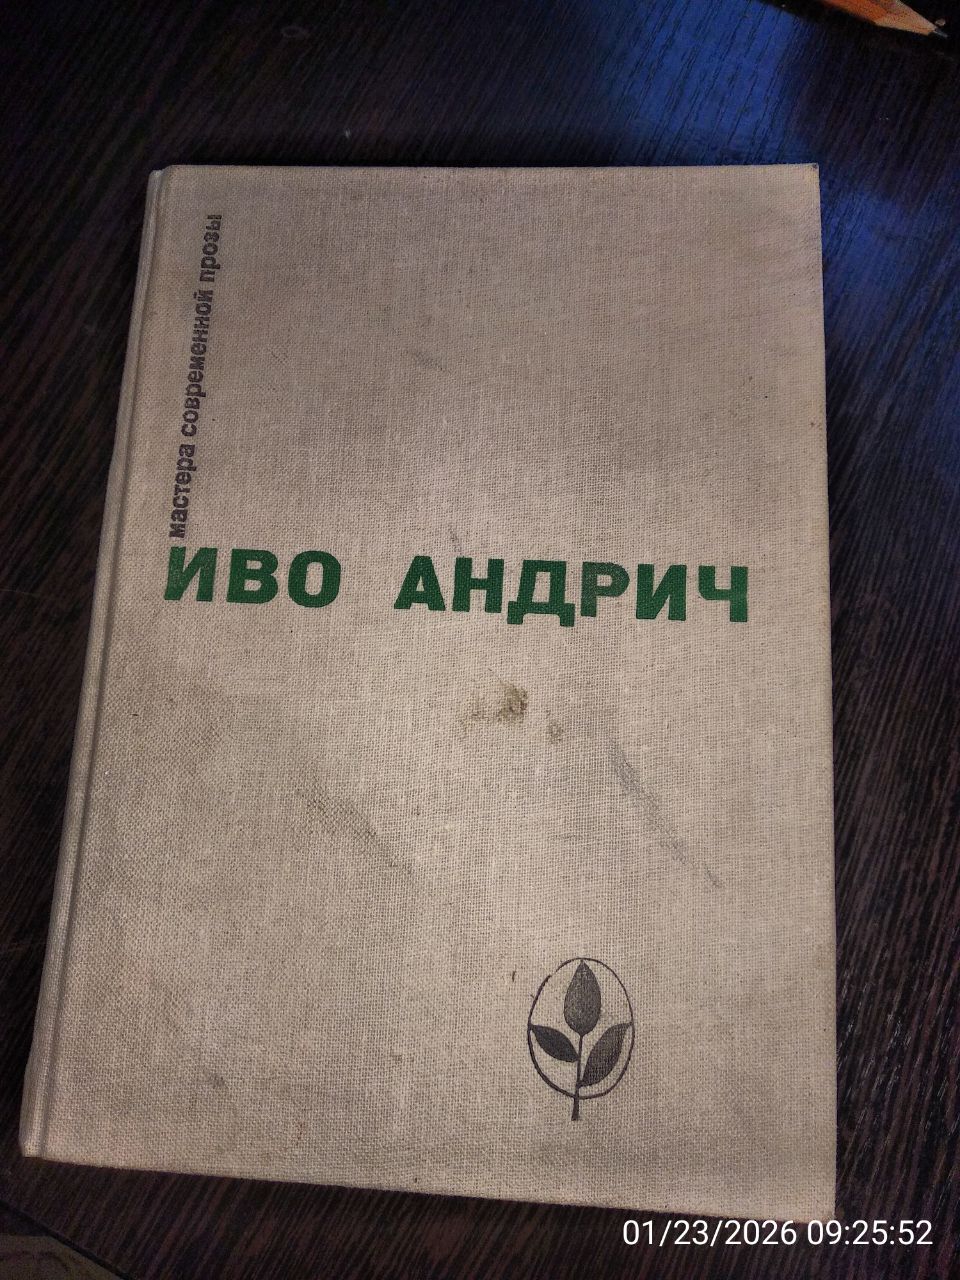 мастера современной прозы
ИВО АНДРИЧ
01/23/2026 09:25:52